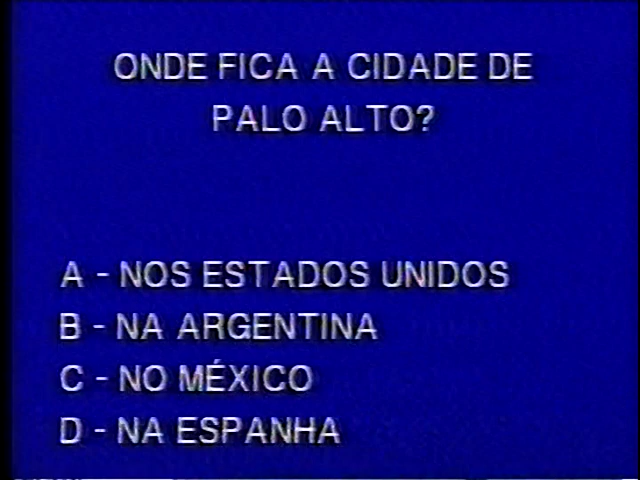 ONDE FICA A CIDADE DE
PALO ALTO?
A - NOS ESTADOS UNIDOS
B - NA ARGENTINA
C - NO MÉXICO
D - NA ESPANHA